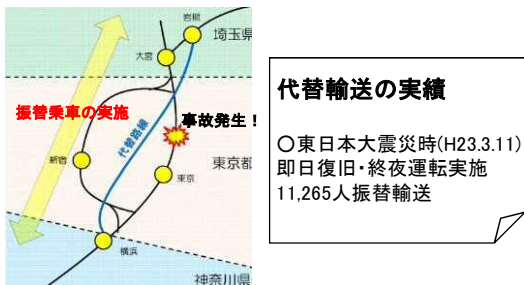 岩槻
埼玉県
大宮
振替乗車の実施
事故発生!
代替路線
新宿
東京都
東京
横浜
神奈川県
代替輸送の実績
○東日本大震災時(H23.3.11)
即日復旧・終夜運転実施
11,265人振替輸送